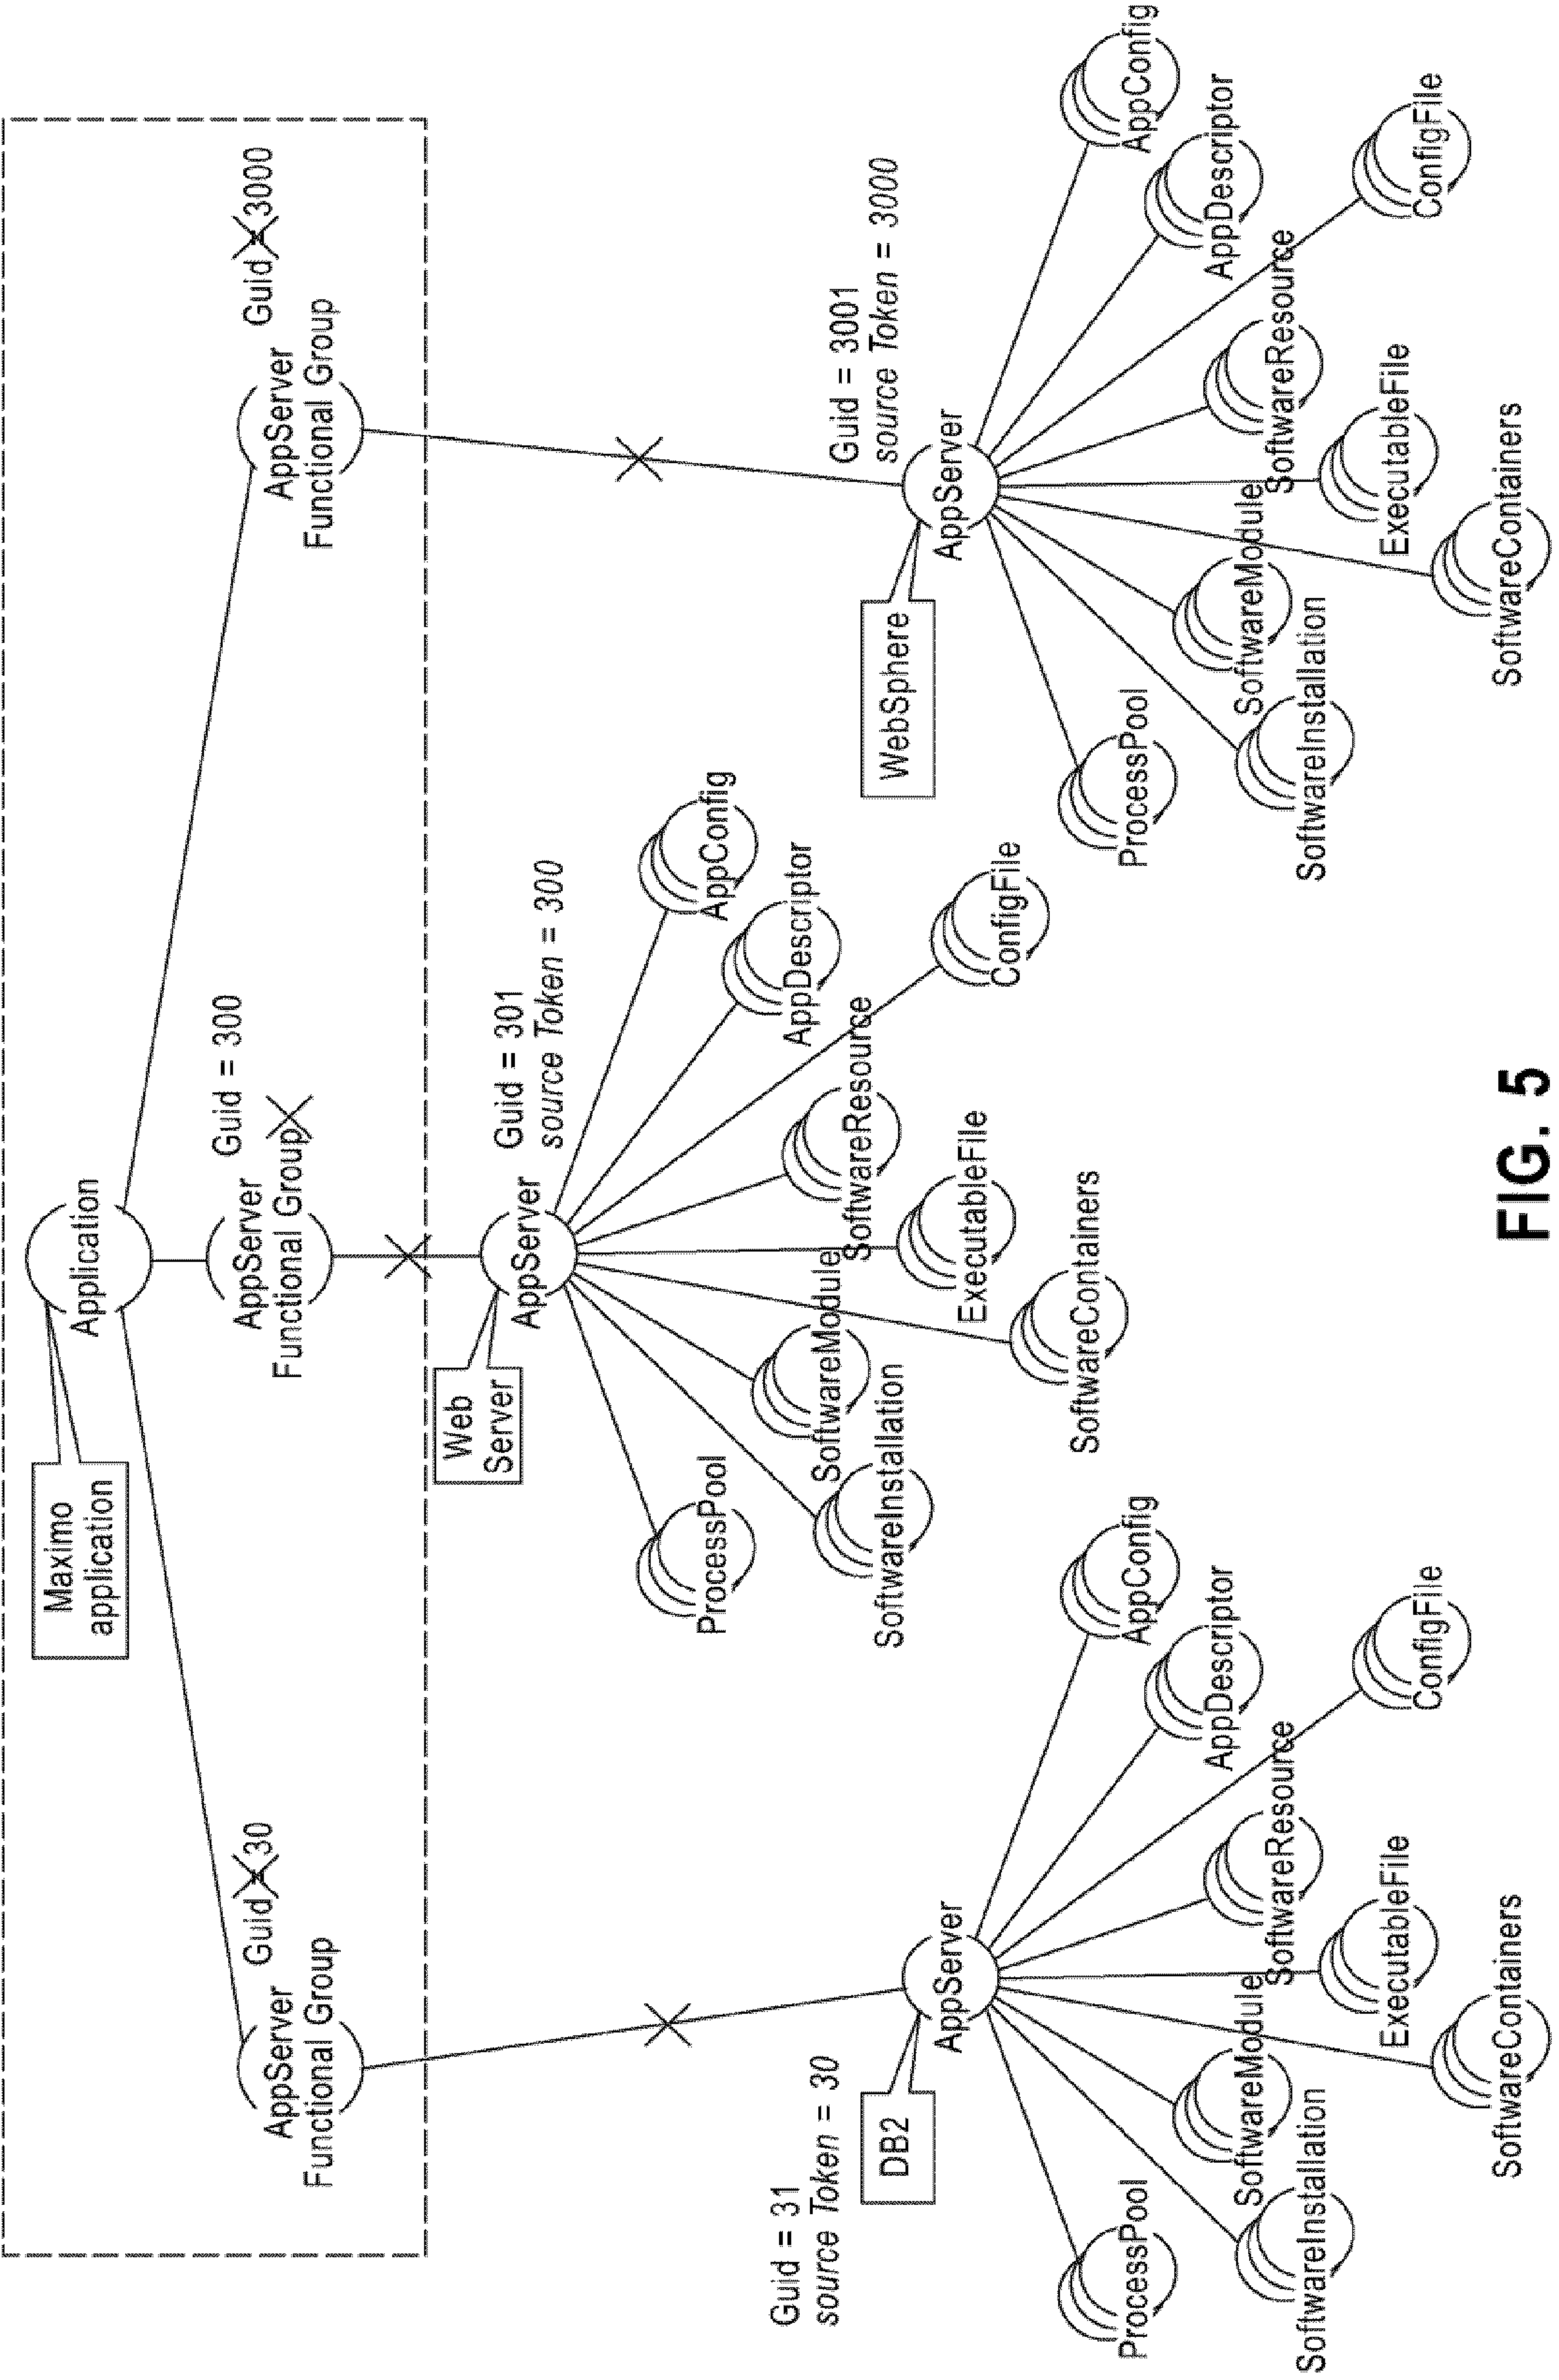 Maximo
application
Application
Guid X 30
AppServer
Functional Group
Guid = 300
AppServer
Functional Group
Guid X 3000
AppServer
Functional Group
Guid = 31
source Token = 30
DB2
AppServer
ProcessPool
SoftwareInstallation
SoftwareModule
SoftwareContainers
ExecutableFile
SoftwareResource
ConfigFile
AppDescriptor
AppConfig
Web
Server
Guid = 301
source Token = 300
AppServer
ProcessPool
SoftwareInstallation
SoftwareModule
SoftwareContainers
ExecutableFile
SoftwareResource
ConfigFile
AppDescriptor
AppConfig
WebSphere
Guid = 3001
source Token = 3000
AppServer
ProcessPool
SoftwareInstallation
SoftwareModule
SoftwareContainers
ExecutableFile
SoftwareResource
ConfigFile
AppDescriptor
AppConfig
FIG. 5